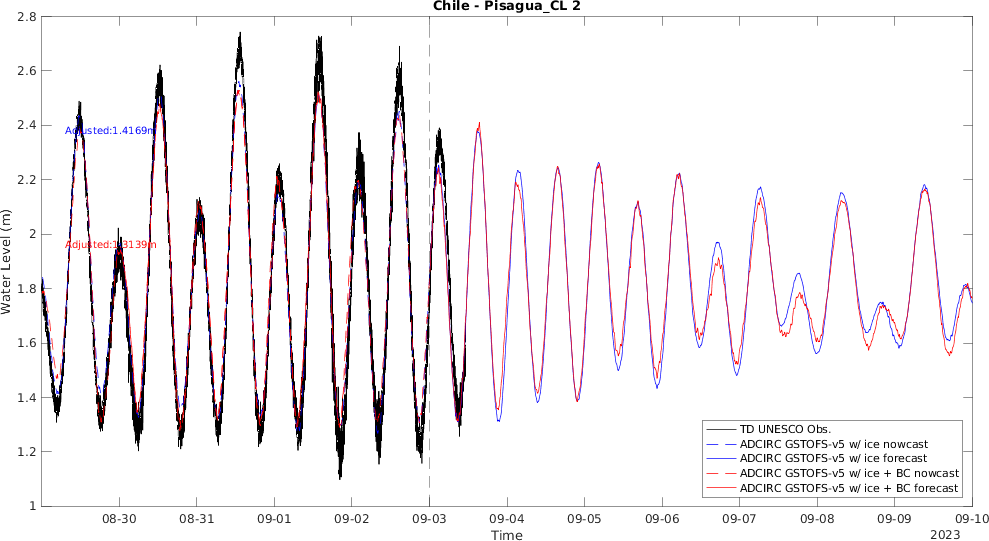 Chile - Pisagua_CL 2
2.8
2.6
2.4
2.2
2
1.8
1.6
1.4
1.2
1
Water Level (m)
Adjusted:1.4169m
Adjusted:1.3139m
TD UNESCO Obs.
ADCIRC GSTOFS-v5 w/ ice nowcast
ADCIRC GSTOFS-v5 w/ ice forecast
ADCIRC GSTOFS-v5 w/ ice + BC nowcast
ADCIRC GSTOFS-v5 w/ ice + BC forecast
08-30 08-31 09-01 09-02 09-03 09-04 09-05 09-06 09-07 09-08 09-09 09-10
Time
2023